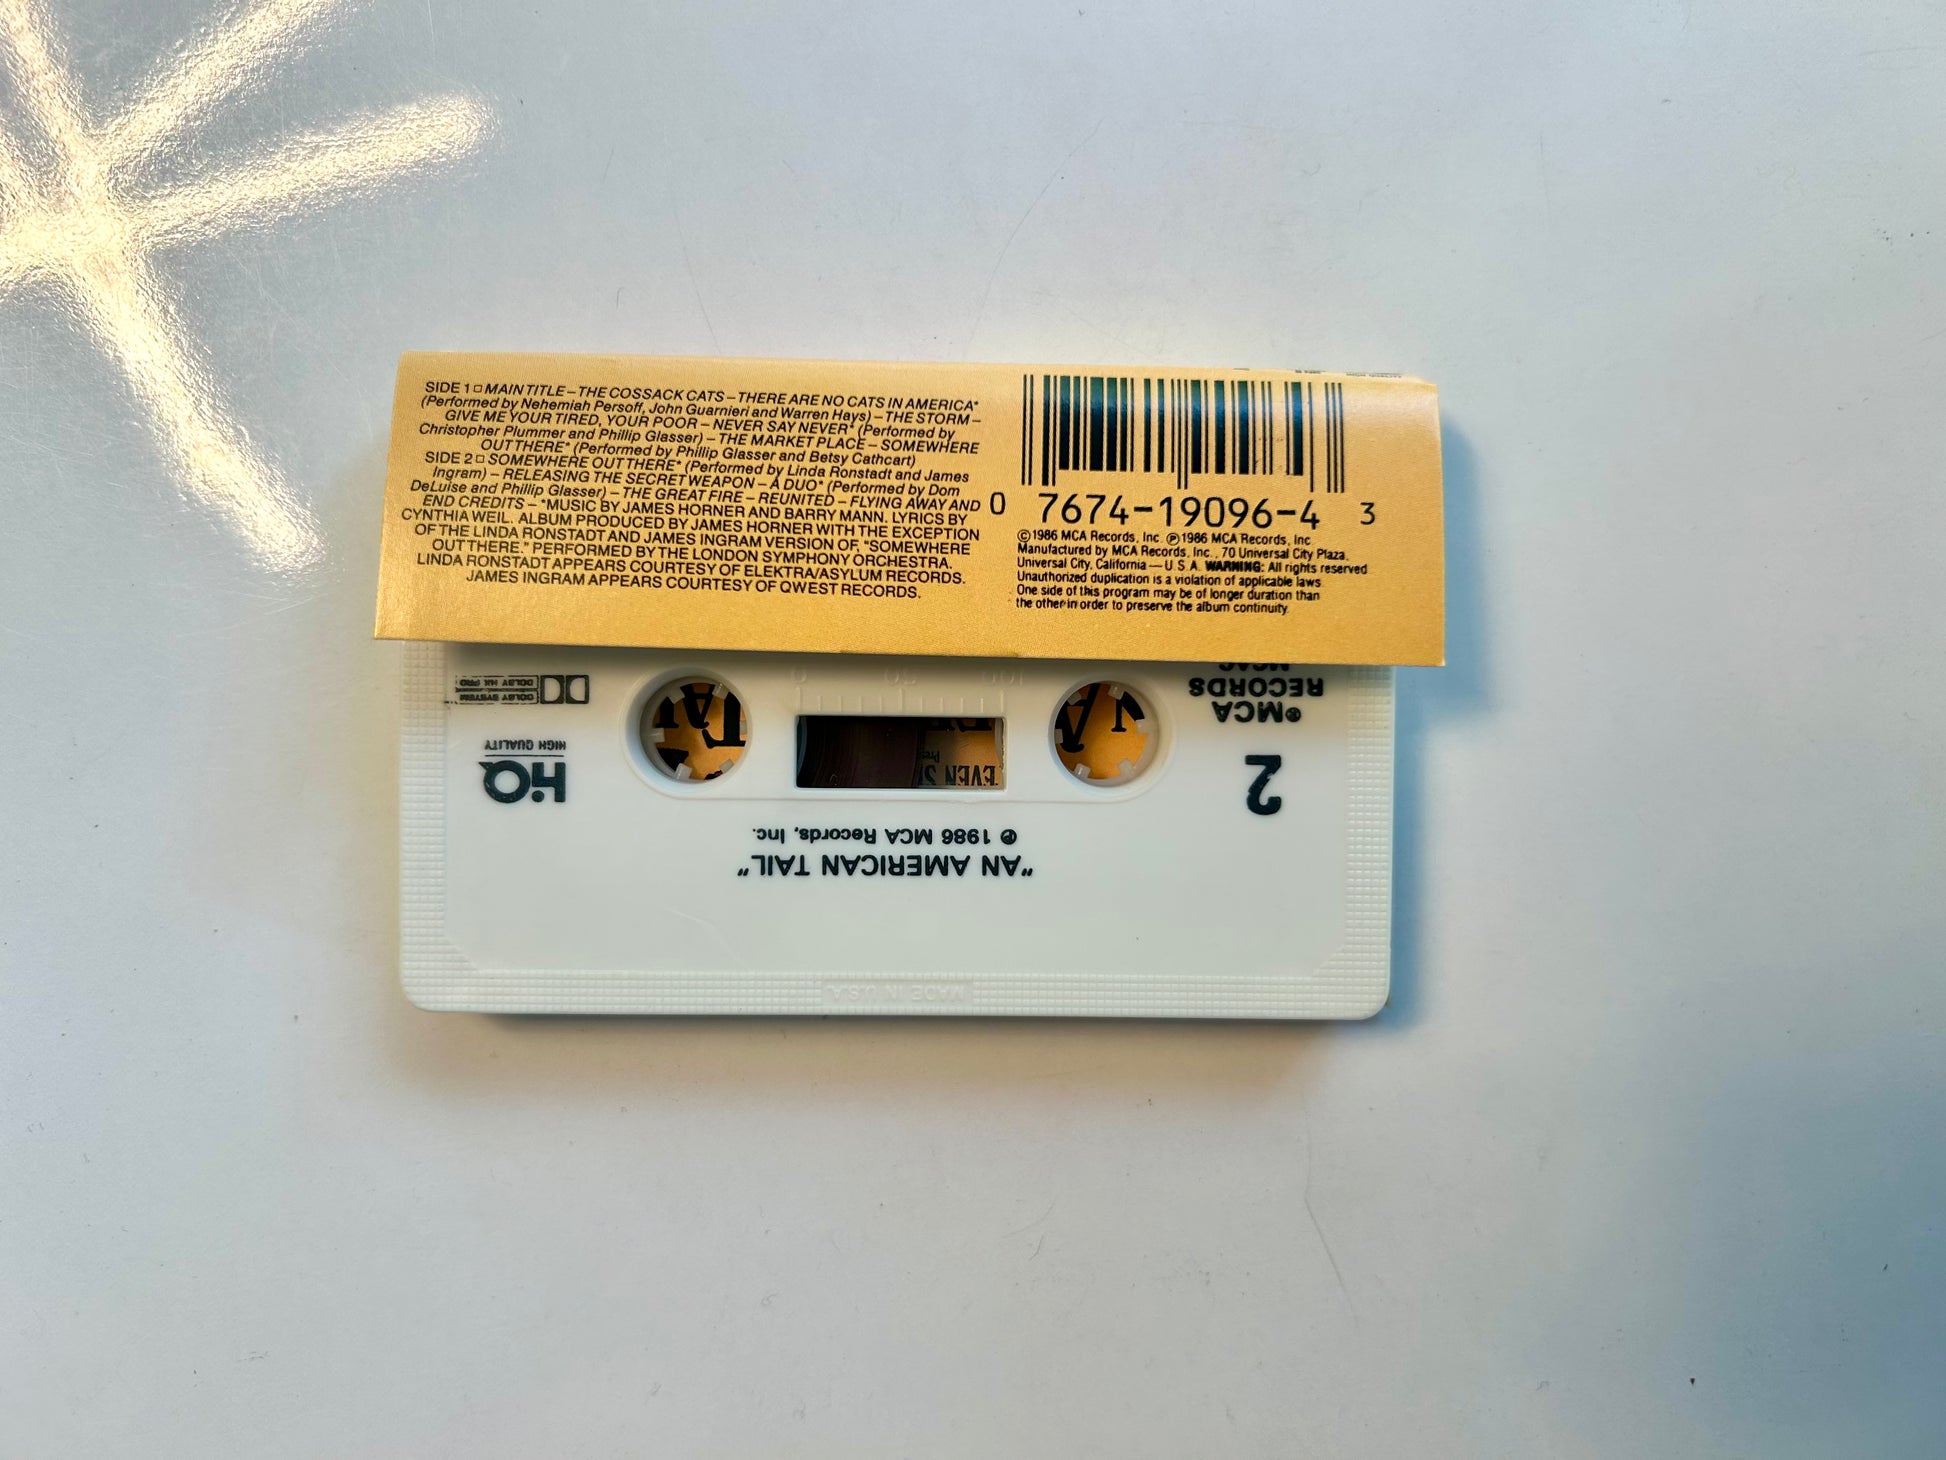 SIDE 1 □ MAIN TITLE – THE COSSACK CATS – THERE ARE NO CATS IN AMERICA*
(Performed by Nehemiah Persoff, John Guarnieri and Warren Hays) – THE STORM –
GIVE ME YOUR TIRED, YOUR POOR – NEVER SAY NEVER* (Performed by
Christopher Plummer and Phillip Glasser) – THE MARKET PLACE – SOMEWHERE
OUT THERE* (Performed by Phillip Glasser and Betsy Cathcart)
SIDE 2 □ SOMEWHERE OUT THERE* (Performed by Linda Ronstadt and James
Ingram) – RELEASING THE SECRET WEAPON – A DUO* (Performed by Dom
DeLuise and Phillip Glasser) – THE GREAT FIRE – REUNITED – FLYING AWAY AND
END CREDITS – *MUSIC BY JAMES HORNER AND BARRY MANN. LYRICS BY
CYNTHIA WEIL. ALBUM PRODUCED BY JAMES HORNER WITH THE EXCEPTION
OF THE LINDA RONSTADT AND JAMES INGRAM VERSION OF, "SOMEWHERE
OUT THERE." PERFORMED BY THE LONDON SYMPHONY ORCHESTRA.
LINDA RONSTADT APPEARS COURTESY OF ELEKTRA/ASYLUM RECORDS.
JAMES INGRAM APPEARS COURTESY OF QWEST RECORDS.
0 7674-19096-4 3
©1986 MCA Records, Inc. ℗1986 MCA Records, Inc.
Manufactured by MCA Records, Inc., 70 Universal City Plaza,
Universal City, California — U.S.A. WARNING: All rights reserved
Unauthorized duplication is a violation of applicable laws.
One side of this program may be of longer duration than
the other in order to preserve the album continuity.
"AN AMERICAN TAIL"
℗ 1986 MCA Records, Inc.
2
MCA
RECORDS
MCAC
HQ
HIGH QUALITY
DOLBY SYSTEM
DOLBY HX PRO
0 50 100
EVEN
MADE IN U.S.A.